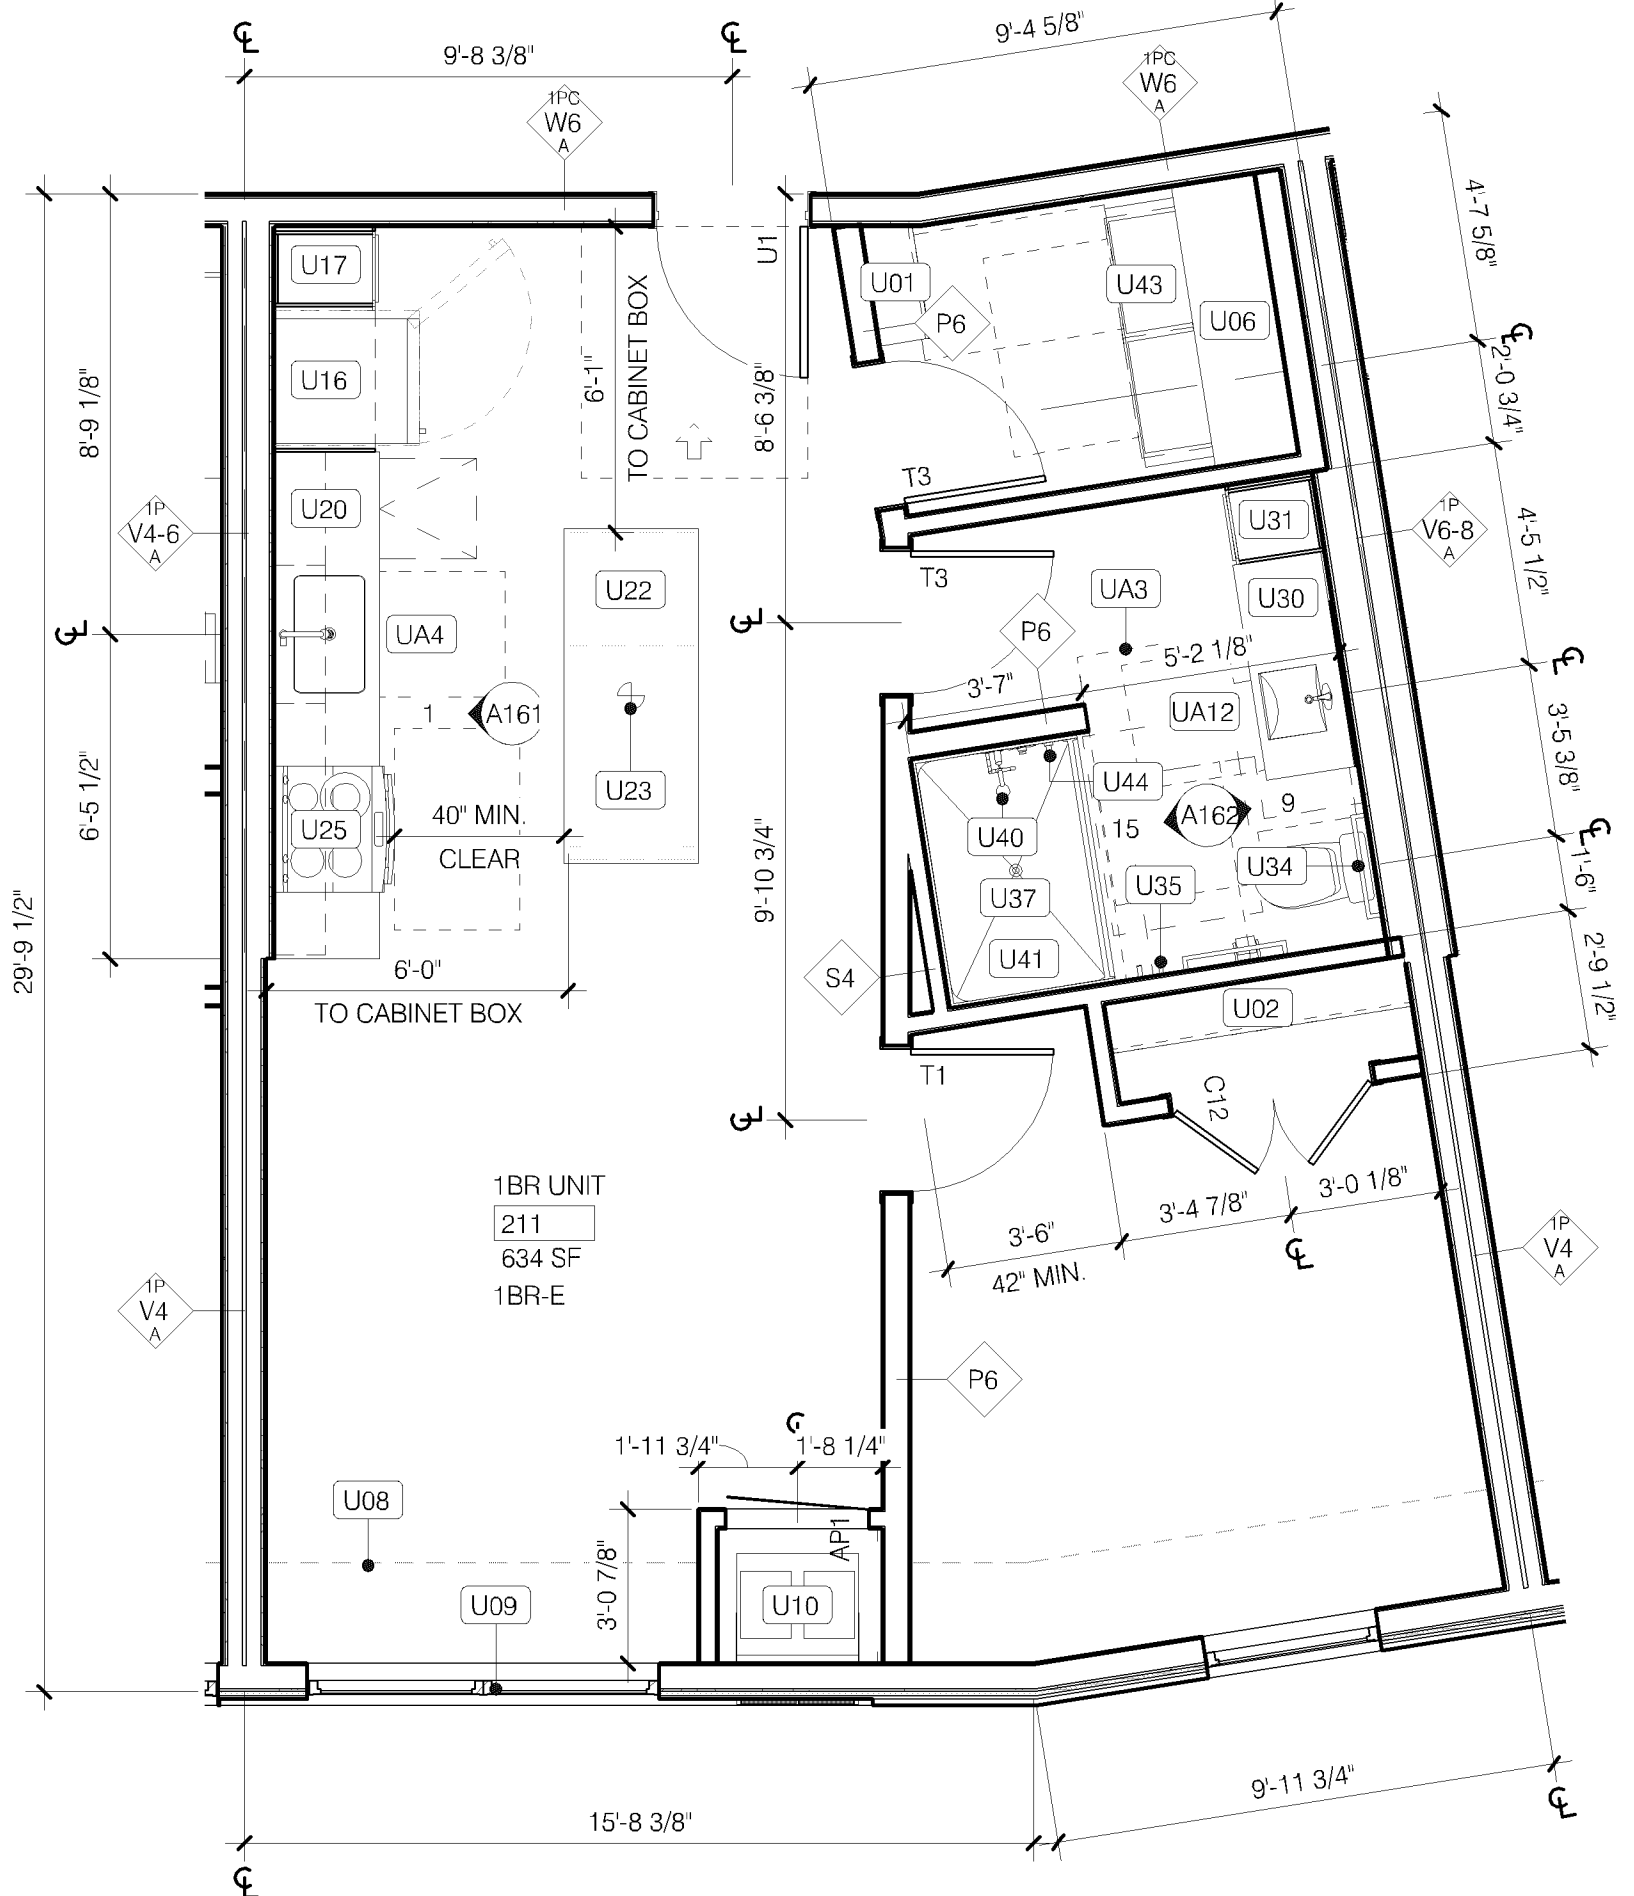 9'-8 3/8"
9'-4 5/8"
1PC
W6
A
1PC
W6
A
4'-7 5/8"
U1
U17
U01
U43
U06
P6
TO CABINET BOX
6'-1"
8'-6 3/8"
8'-9 1/8"
U16
2'-0 3/4"
T3
U20
U31
1P
V4-6
A
1P
V6-8
A
4'-5 1/2"
T3
U22
UA3
U30
UA4
P6
5'-2 1/8"
3'-7"
1
A161
UA12
3'-5 3/8"
U23
U44
6'-5 1/2"
40" MIN.
CLEAR
U25
U40
15
A162
9
U34
1'-6"
9'-10 3/4"
U37
U35
29'-9 1/2"
6'-0"
TO CABINET BOX
S4
U41
2'-9 1/2"
U02
T1
C12
1BR UNIT
211
634 SF
1BR-E
3'-0 1/8"
3'-4 7/8"
3'-6"
42" MIN.
1P
V4
A
1P
V4
A
P6
1'-11 3/4"
1'-8 1/4"
U08
AP1
3'-0 7/8"
U09
U10
9'-11 3/4"
15'-8 3/8"